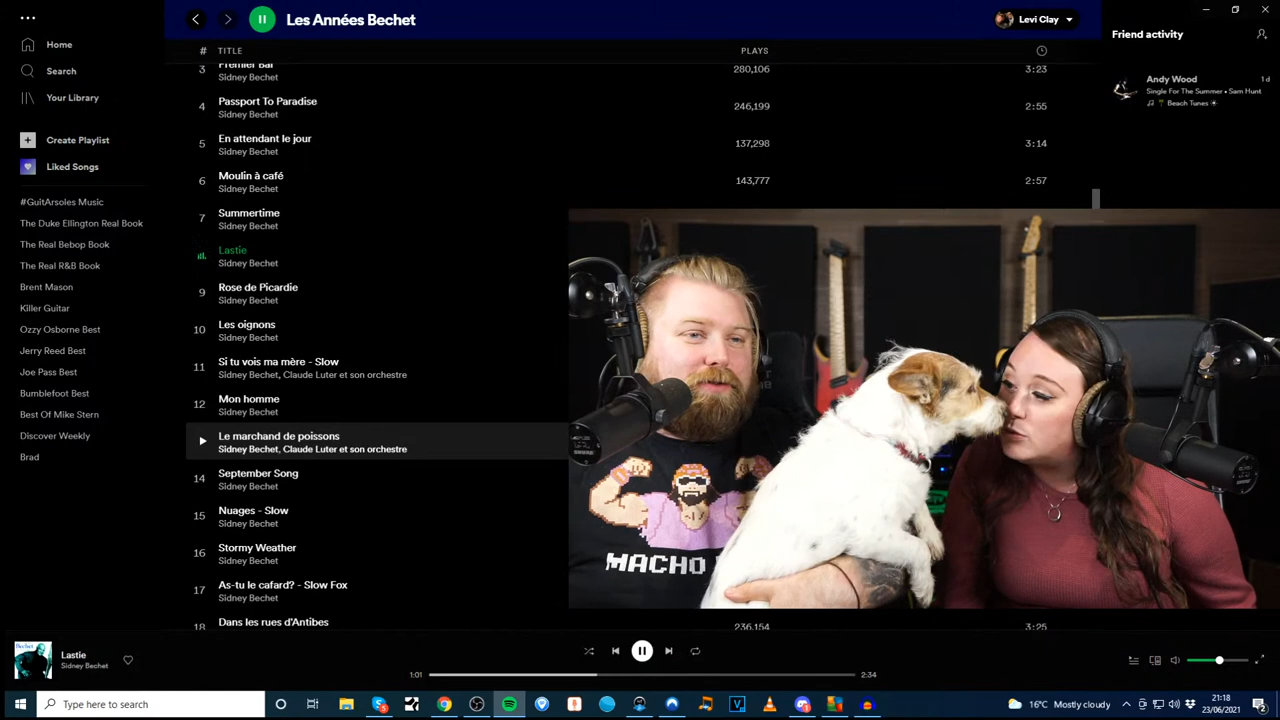 Les Années Bechet
Levi Clay
Friend activity
Home
Search
Your Library
Create Playlist
Liked Songs
#GuitArsoles Music
The Duke Ellington Real Book
The Real Bebop Book
The Real R&B Book
Brent Mason
Killer Guitar
Ozzy Osborne Best
Jerry Reed Best
Joe Pass Best
Bumblefoot Best
Best Of Mike Stern
Discover Weekly
Brad
# TITLE PLAYS
3 Premier Bal 280,106 3:23
Sidney Bechet
4 Passport To Paradise 246,199 2:55
Sidney Bechet
5 En attendant le jour 137,298 3:14
Sidney Bechet
6 Moulin à café 143,777 2:57
Sidney Bechet
7 Summertime
Sidney Bechet
Lastie
Sidney Bechet
9 Rose de Picardie
Sidney Bechet
10 Les oignons
Sidney Bechet
11 Si tu vois ma mère - Slow
Sidney Bechet, Claude Luter et son orchestre
12 Mon homme
Sidney Bechet
Le marchand de poissons
Sidney Bechet, Claude Luter et son orchestre
14 September Song
Sidney Bechet
15 Nuages - Slow
Sidney Bechet
16 Stormy Weather
Sidney Bechet
17 As-tu le cafard? - Slow Fox
Sidney Bechet
18 Dans les rues d'Antibes 236,154 3:25
Andy Wood 1d
Single For The Summer • Sam Hunt
Beach Tunes
SHURE
MACHO
Lastie
Sidney Bechet
1:01 2:34
Type here to search
16°C Mostly cloudy
21:18
23/06/2021
2